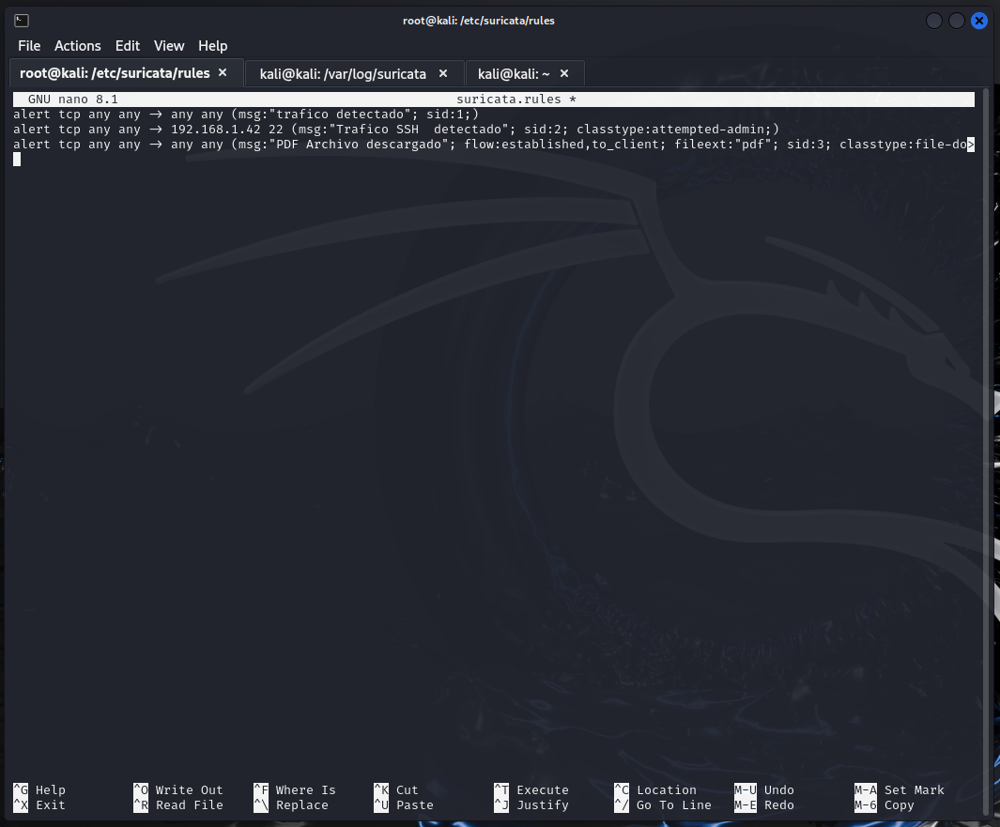 root@kali: /etc/suricata/rules
File Actions Edit View Help
root@kali: /etc/suricata/rules × kali@kali: /var/log/suricata × kali@kali: ~ ×
GNU nano 8.1 suricata.rules *
alert tcp any any -> any any (msg:"trafico detectado"; sid:1;)
alert tcp any any -> 192.168.1.42 22 (msg:"Trafico SSH  detectado"; sid:2; classtype:attempted-admin;)
alert tcp any any -> any any (msg:"PDF Archivo descargado"; flow:established,to_client; fileext:"pdf"; sid:3; classtype:file-do>
^G Help ^O Write Out ^F Where Is ^K Cut ^T Execute ^C Location M-U Undo M-A Set Mark
^X Exit ^R Read File ^\ Replace ^U Paste ^J Justify ^/ Go To Line M-E Redo M-6 Copy